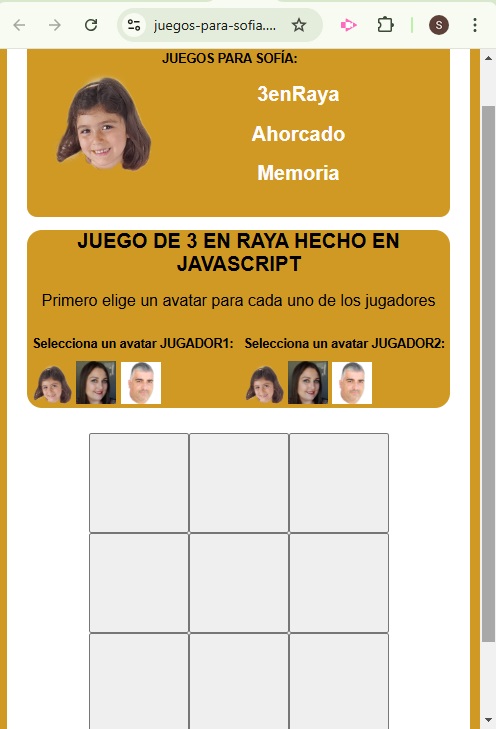 juegos-para-sofia....
S
JUEGOS PARA SOFÍA:
3enRaya
Ahorcado
Memoria
JUEGO DE 3 EN RAYA HECHO EN
JAVASCRIPT
Primero elige un avatar para cada uno de los jugadores
Selecciona un avatar JUGADOR1:
Selecciona un avatar JUGADOR2: